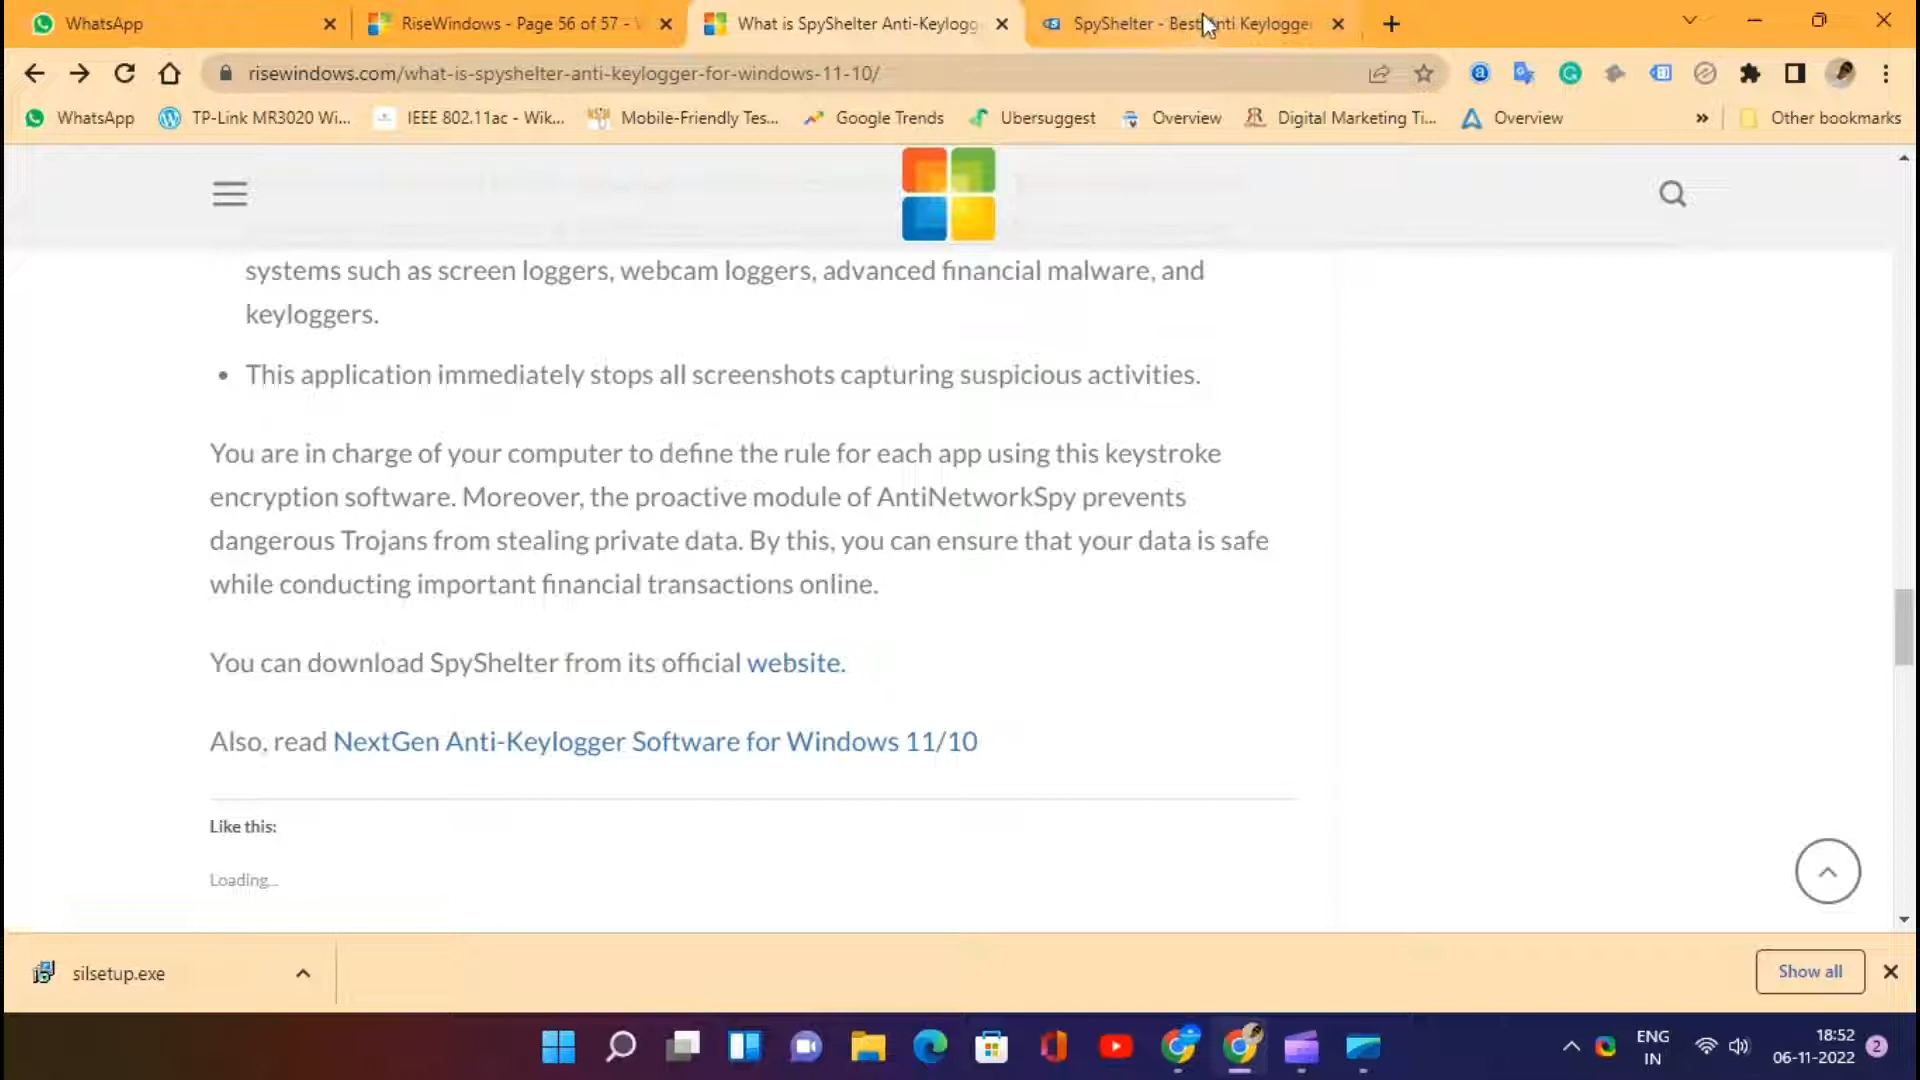 WhatsApp
RiseWindows - Page 56 of 57 -
What is SpyShelter Anti-Keylogg
SpyShelter - Best Anti Keylogge
risewindows.com/what-is-spyshelter-anti-keylogger-for-windows-11-10/
WhatsApp
TP-Link MR3020 Wi...
IEEE 802.11ac - Wik...
Mobile-Friendly Tes...
Google Trends
Ubersuggest
Overview
Digital Marketing Ti...
Overview
»
Other bookmarks
systems such as screen loggers, webcam loggers, advanced financial malware, and
keyloggers.
• This application immediately stops all screenshots capturing suspicious activities.
You are in charge of your computer to define the rule for each app using this keystroke
encryption software. Moreover, the proactive module of AntiNetworkSpy prevents
dangerous Trojans from stealing private data. By this, you can ensure that your data is safe
while conducting important financial transactions online.
You can download SpyShelter from its official website.
Also, read NextGen Anti-Keylogger Software for Windows 11/10
Like this:
Loading...
silsetup.exe
Show all
ENG
IN
18:52
06-11-2022
2